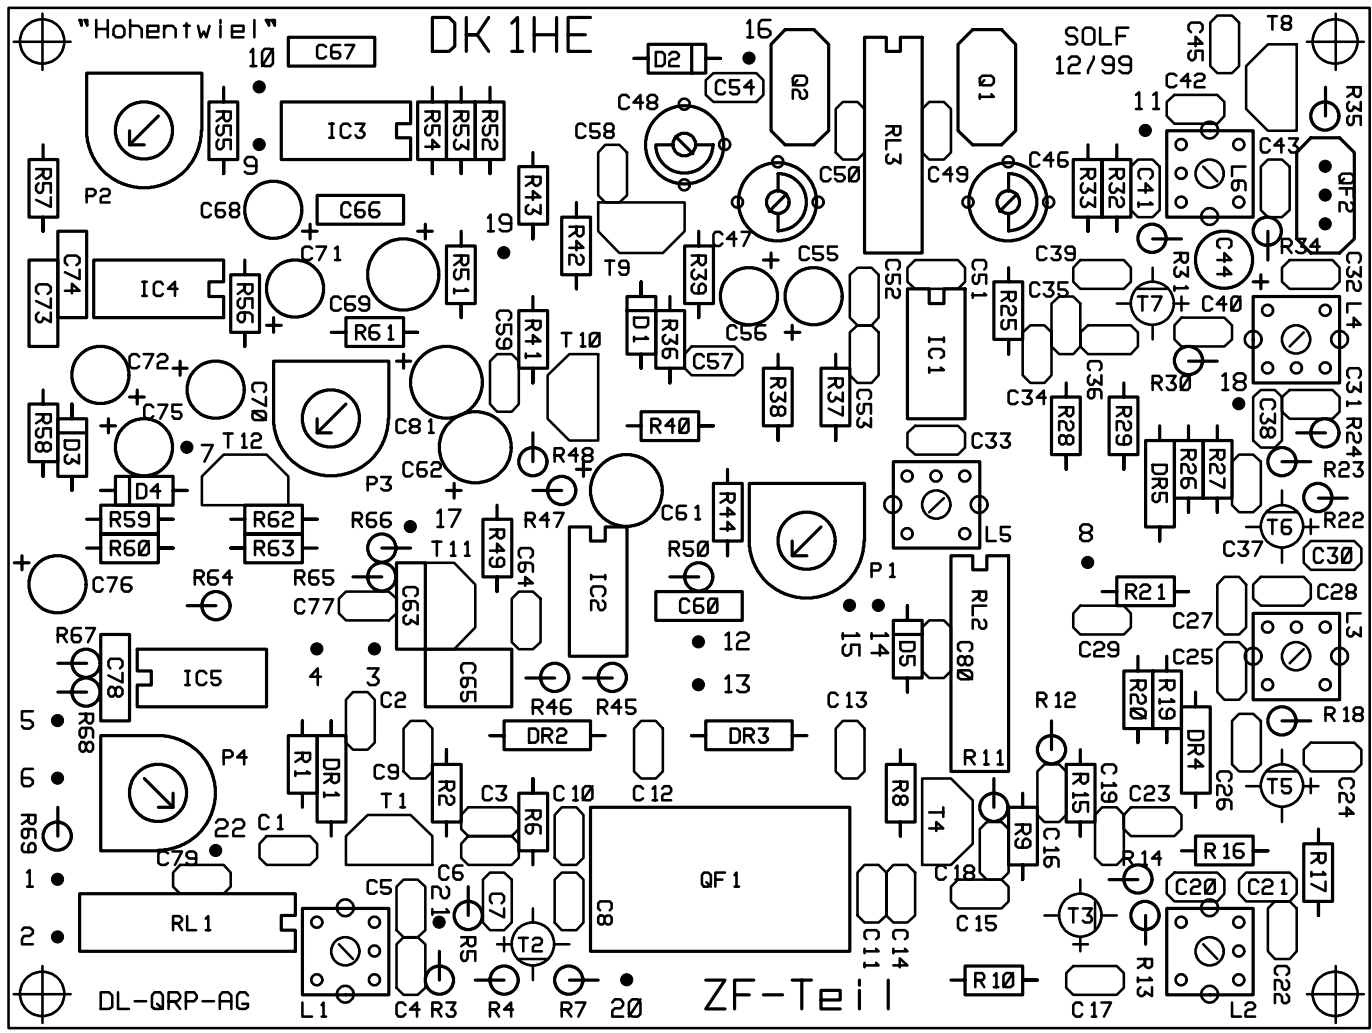 "Hohentwiel"
DK1HE
SOLF
12/99
10
C67
D2
16
C54
Q2
Q1
C45
T8
C42
11
R35
P2
R55
IC3
R54
R53
R52
C48
C58
C50
RL3
C49
C46
R33
R32
C41
L6
C43
QF2
9
R57
C68
C66
R43
19
R42
T9
C47
R39
C55
C56
C52
C51
C39
R31
C44
R34
C32
C74
C73
IC4
R56
C71
C69
R51
R61
C59
R41
T10
D1
R36
C57
IC1
R25
C35
C34
C36
T7
C40
L4
R30
18
C72
C75
C70
C81
C62
R38
R37
C53
R40
C33
R28
R29
C38
C31
R24
R58
D3
7
T12
D4
P3
R48
R47
C61
R44
L5
DR5
R26
R27
R23
R22
R59
R60
R62
R63
R66
17
R49
T11
R50
P1
8
T6
C37
C30
C76
R64
R65
C77
C63
C64
IC2
C60
15
14
RL2
D5
C80
R21
C29
C27
C28
L3
C25
R67
C78
R68
IC5
4
3
C65
12
13
R46
R45
5
C2
C9
DR2
DR3
C13
R12
R11
R20
R19
DR4
R18
6
P4
R1
DR1
R2
C12
R8
T4
R15
C19
C23
C26
T5
C24
R69
22
C1
T1
C3
R6
C10
R9
C16
C18
R14
R16
R17
1
C79
C6
C5
21
C7
C8
QF1
C15
C20
C21
2
RL1
R5
T2
C11
C14
T3
R13
C22
DL-QRP-AG
L1
C4
R3
R4
R7
20
ZF-Teil
R10
C17
L2